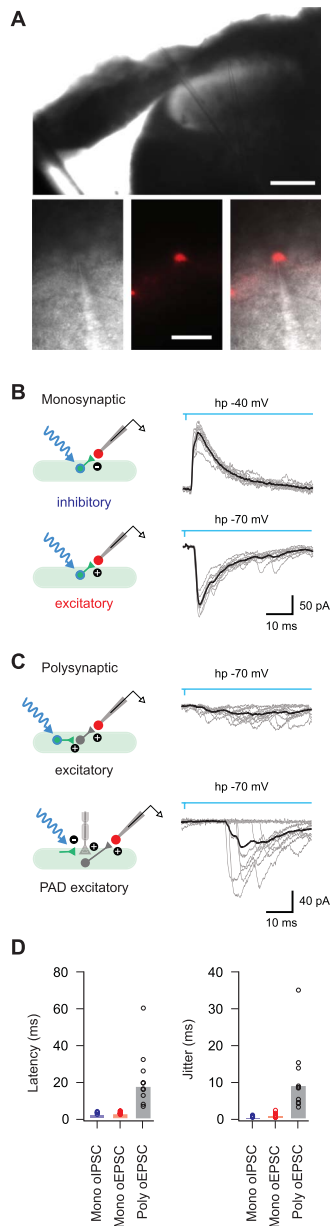 A
B
Monosynaptic
hp -40 mV
inhibitory
hp -70 mV
excitatory
50 pA
10 ms
C
Polysynaptic
hp -70 mV
excitatory
hp -70 mV
PAD excitatory
40 pA
10 ms
D
Latency (ms)
80
60
40
20
0
Mono oIPSC
Mono oEPSC
Poly oEPSC
Jitter (ms)
40
30
20
10
0
Mono oIPSC
Mono oEPSC
Poly oEPSC